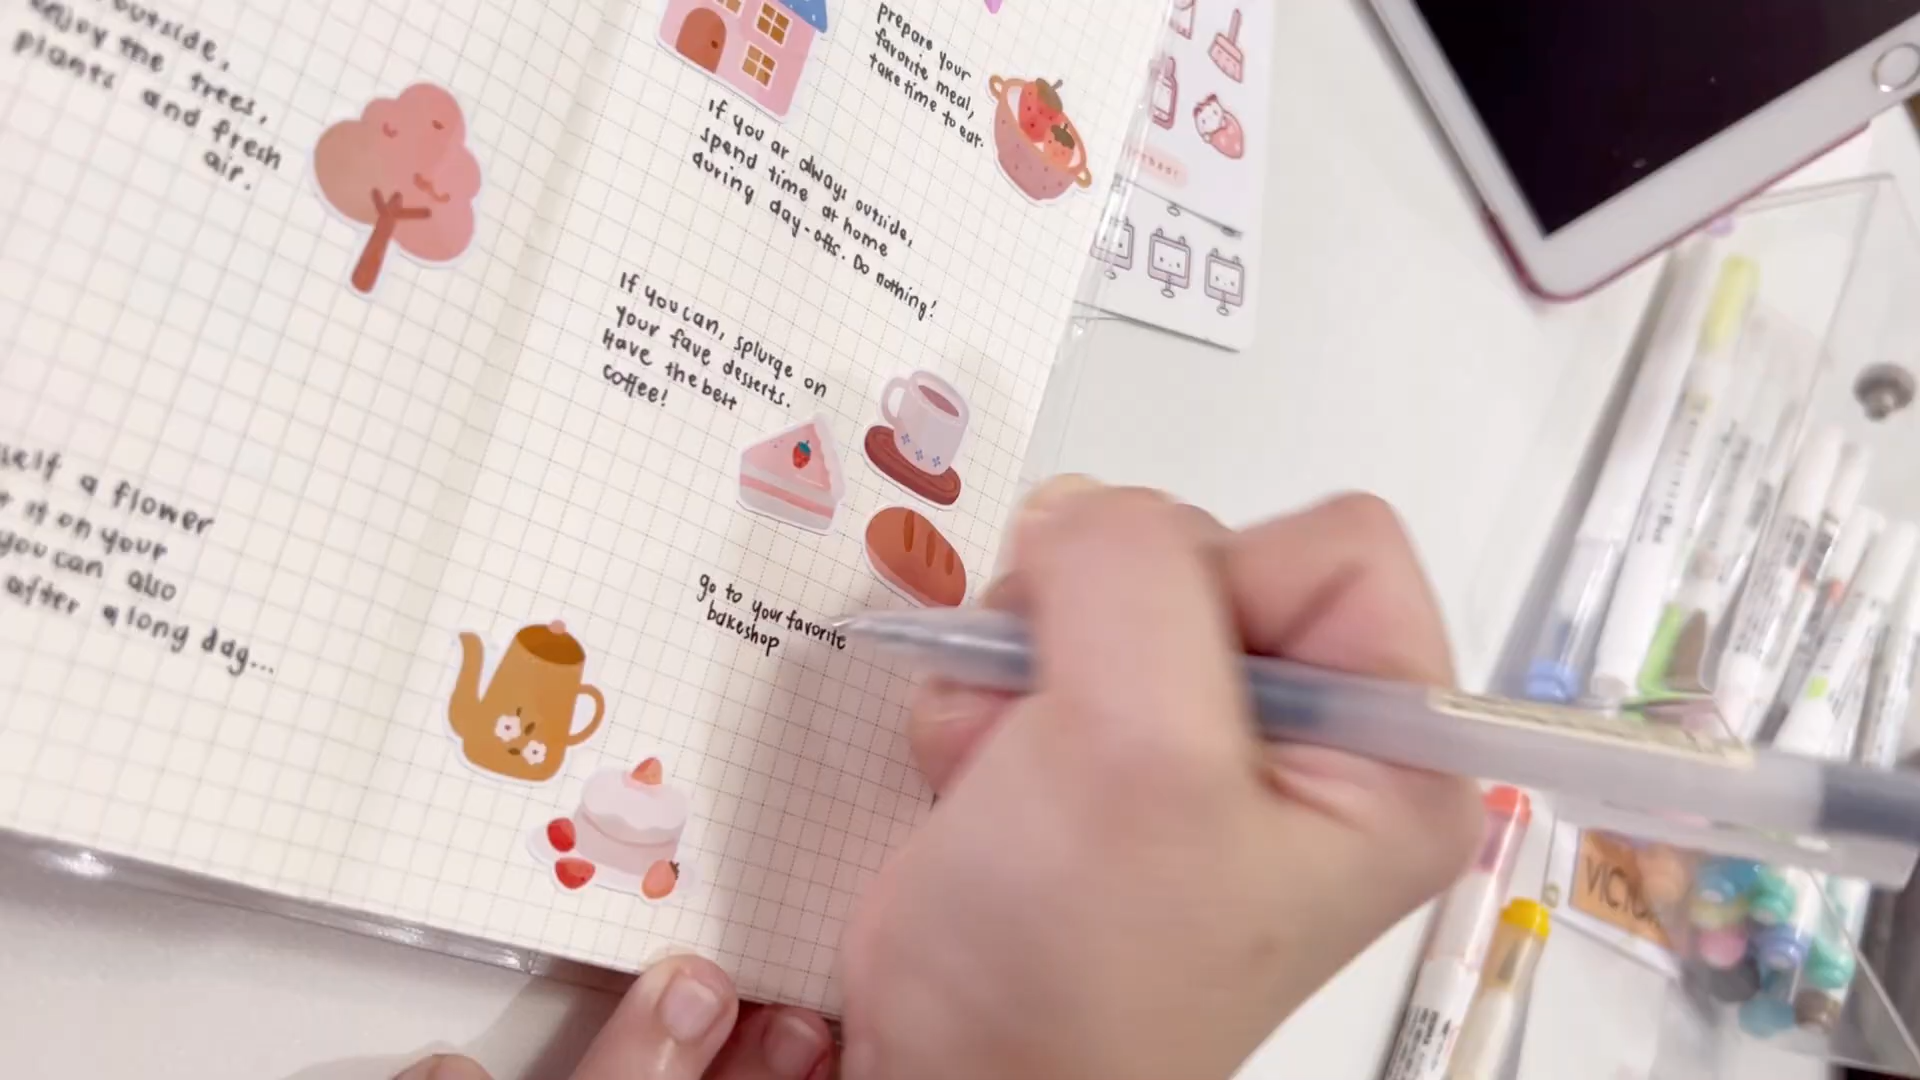 outside,
enjoy the trees,
plants and fresh
air.
a flower
it on your
you can also
after a long day...
prepare your
favorite meal,
take time to eat.
If you ar always outside,
spend time at home
during day-offs. Do nothing!
If you can, splurge on
your fave desserts.
Have the best
coffee!
go to your favorite
bakeshop